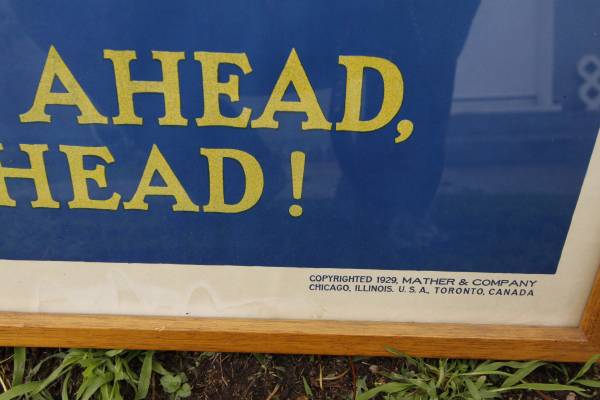 AHEAD,
HEAD!
COPYRIGHTED 1929, MATHER & COMPANY
CHICAGO, ILLINOIS. U. S. A., TORONTO, CANADA